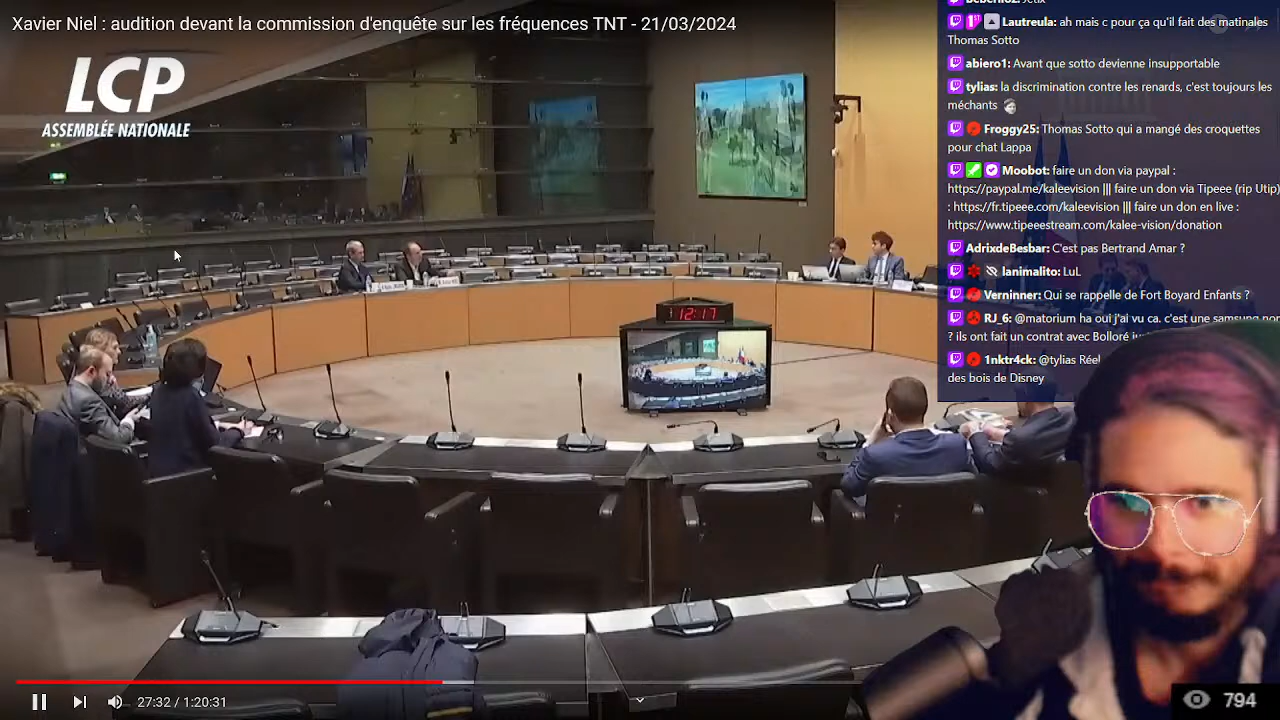 Xavier Niel : audition devant la commission d'enquête sur les fréquences TNT - 21/03/2024
LCP
ASSEMBLÉE NATIONALE
12:17
27:32 / 1:20:31
Lautreula: ah mais c pour ça qu'il fait des matinales
Thomas Sotto
abiero1: Avant que sotto devienne insupportable
tylias: la discrimination contre les renards, c'est toujours les
méchants
Froggy25: Thomas Sotto qui a mangé des croquettes
pour chat Lappa
Moobot: faire un don via paypal :
https://paypal.me/kaleevision ||| faire un don via Tipeee (rip Utip)
: https://fr.tipeee.com/kaleevision ||| faire un don en live :
https://www.tipeeestream.com/kalee-vision/donation
AdrixdeBesbar: C'est pas Bertrand Amar ?
lanimalito: LuL
Verninner: Qui se rappelle de Fort Boyard Enfants ?
RJ_6: @matorium ha oui j'ai vu ca. c'est une samsung non
? ils ont fait un contrat avec Bolloré
1nktr4ck: @tylias Réel
des bois de Disney
794